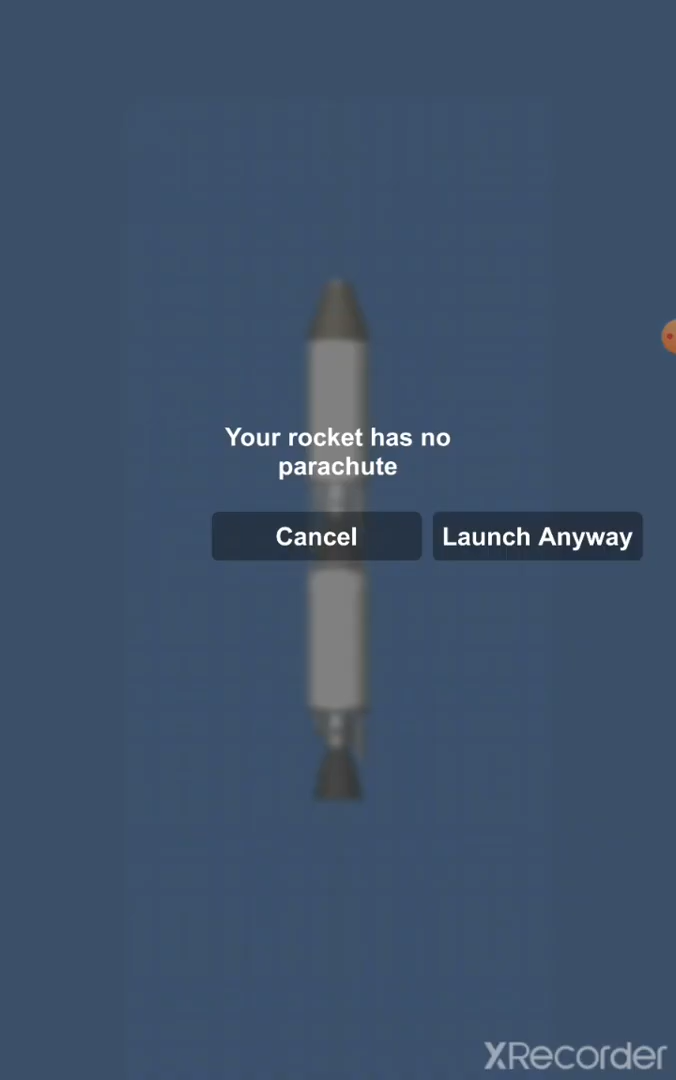 Your rocket has no
parachute
Cancel
Launch Anyway
XRecorder